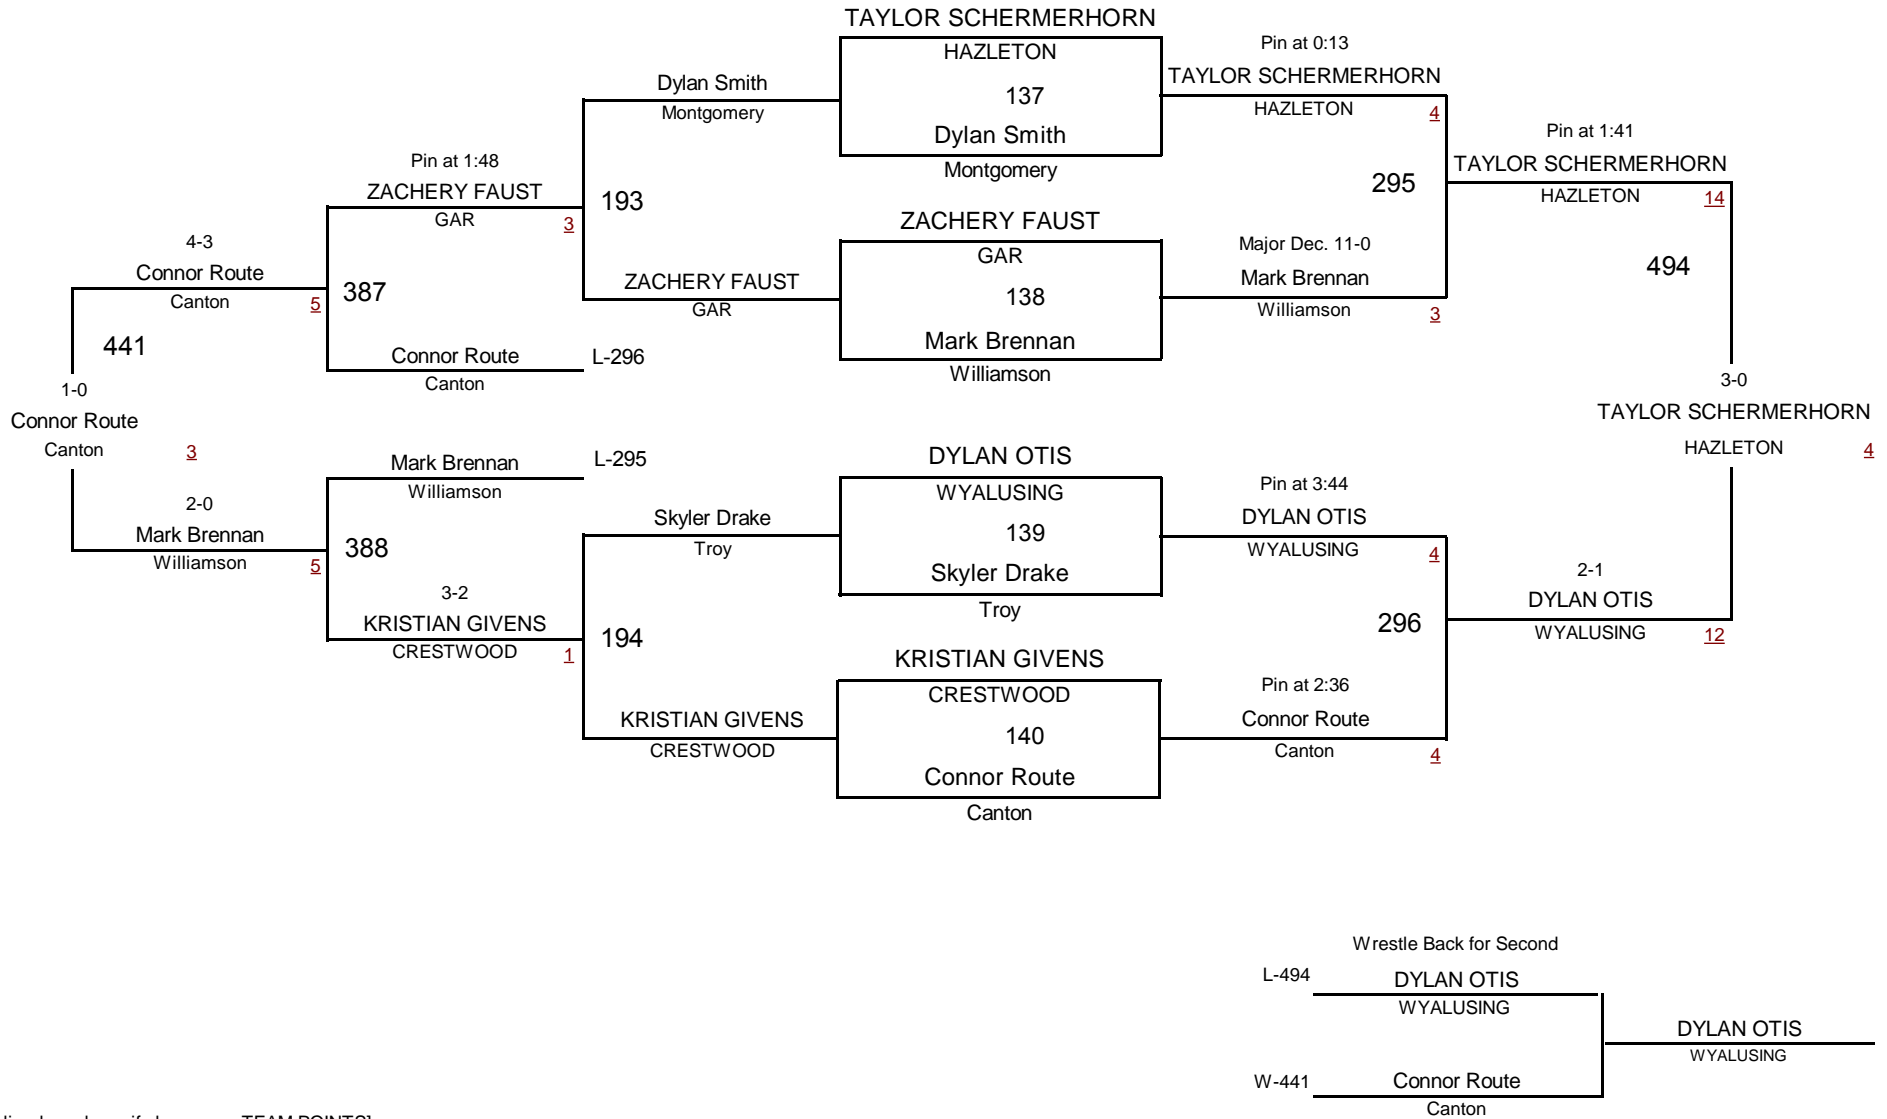 TAYLOR SCHERMERHORN
HAZLETON
137
Dylan Smith
Montgomery
Pin at 0:13
TAYLOR SCHERMERHORN
HAZLETON
4
Dylan Smith
Montgomery
Pin at 1:41
TAYLOR SCHERMERHORN
HAZLETON
14
Pin at 1:48
ZACHERY FAUST
GAR
3
193
295
ZACHERY FAUST
GAR
138
Mark Brennan
Williamson
Major Dec. 11-0
Mark Brennan
Williamson
3
494
4-3
Connor Route
Canton
5
387
ZACHERY FAUST
GAR
441
Connor Route
Canton
L-296
1-0
Connor Route
Canton
3
3-0
TAYLOR SCHERMERHORN
HAZLETON
4
Mark Brennan
Williamson
L-295
DYLAN OTIS
WYALUSING
139
Skyler Drake
Troy
Pin at 3:44
DYLAN OTIS
WYALUSING
4
2-0
Mark Brennan
Williamson
5
388
Skyler Drake
Troy
3-2
KRISTIAN GIVENS
CRESTWOOD
1
194
296
2-1
DYLAN OTIS
WYALUSING
12
KRISTIAN GIVENS
CRESTWOOD
140
Connor Route
Canton
Pin at 2:36
Connor Route
Canton
4
KRISTIAN GIVENS
CRESTWOOD
Wrestle Back for Second
L-494
DYLAN OTIS
WYALUSING
DYLAN OTIS
WYALUSING
W-441
Connor Route
Canton
TEAM POINTS]